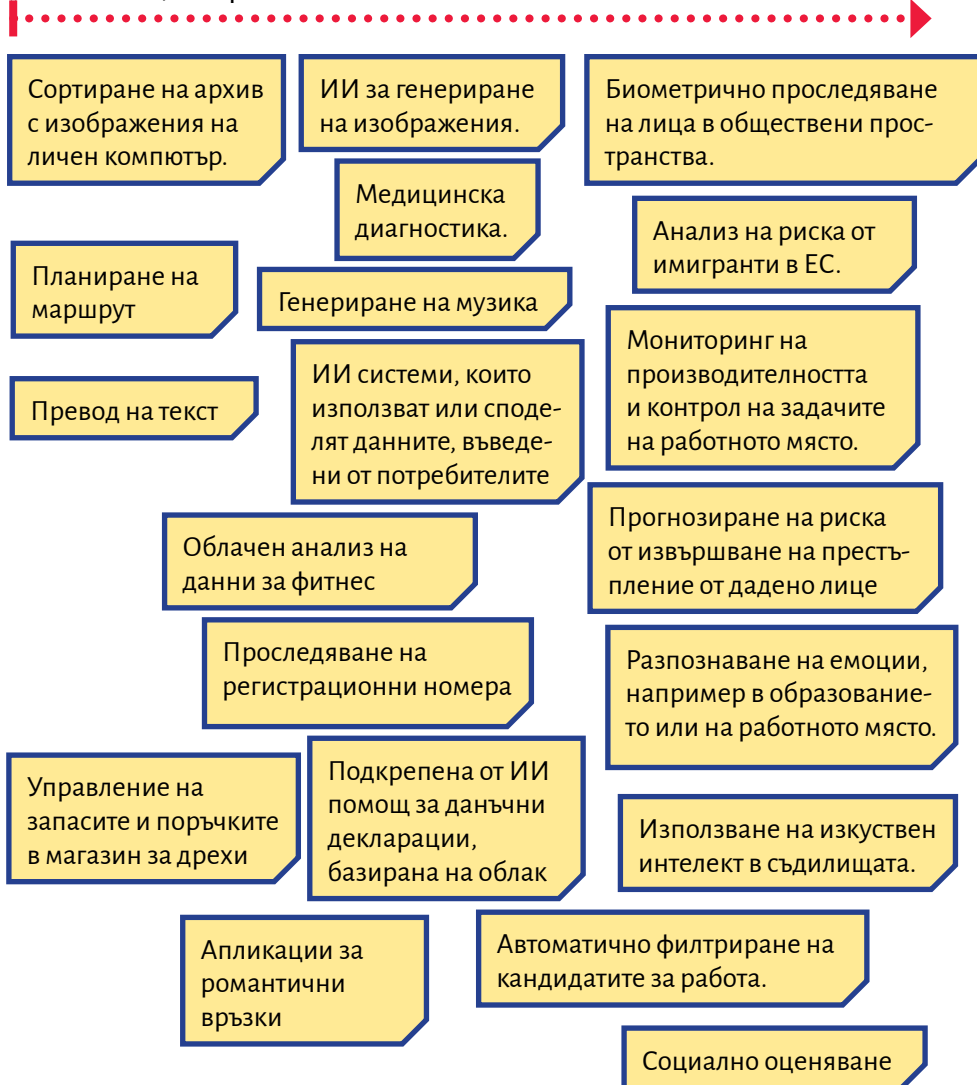 Сортиране на архив
с изображения на
личен компютър.
ИИ за генериране
на изображения.
Биометрично проследяване
на лица в обществени прос-
транства.
Медицинска
диагностика.
Анализ на риска от
имигранти в ЕС.
Планиране на
маршрут
Генериране на музика
Мониторинг на
производителността
и контрол на задачите
на работното място.
ИИ системи, които
използват или споде-
лят данните, въведе-
ни от потребителите
Превод на текст
Прогнозиране на риска
от извършване на престъ-
пление от дадено лице
Облачен анализ на
данни за фитнес
Проследяване на
регистрационни номера
Разпознаване на емоции,
например в образование-
то или на работното място.
Управление на
запасите и поръчките
в магазин за дрехи
Подкрепена от ИИ
помощ за данъчни
декларации,
базирана на облак
Използване на изкуствен
интелект в съдилищата.
Апликации за
романтични
връзки
Автоматично филтриране на
кандидатите за работа.
Социално оценяване